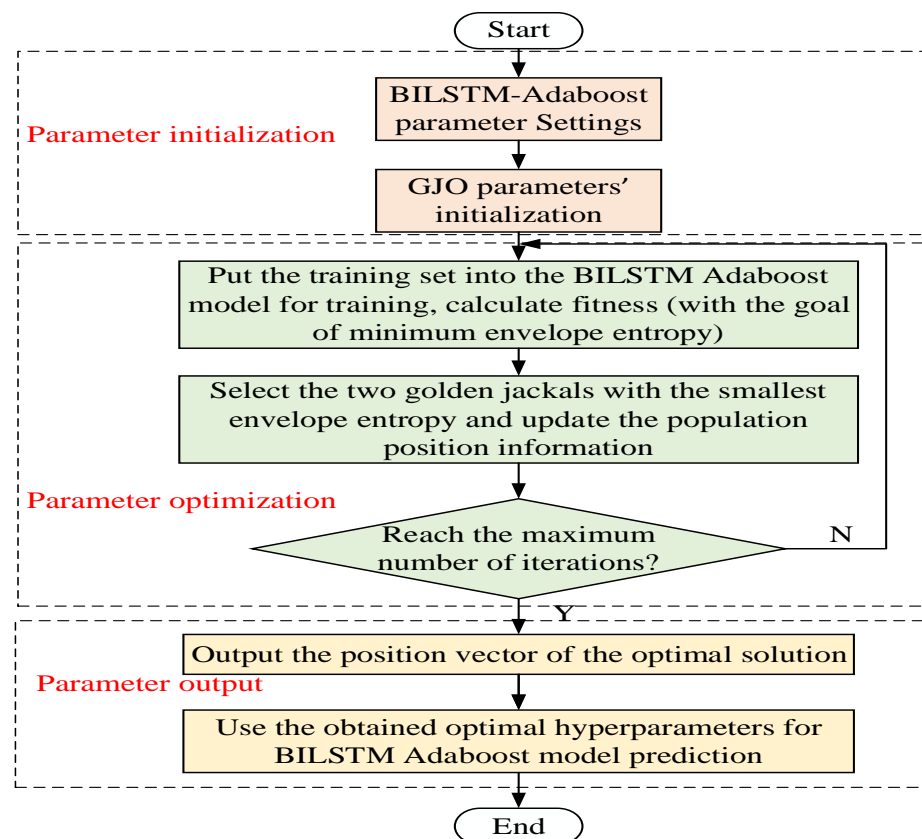 Start
BILSTM-Adaboost
parameter Settings
Parameter initialization
GJO parameters'
initialization
Put the training set into the BILSTM Adaboost
model for training, calculate fitness (with the goal
of minimum envelope entropy)
Select the two golden jackals with the smallest
envelope entropy and update the population
position information
Parameter optimization
Reach the maximum
number of iterations?
N
Y
Output the position vector of the optimal solution
Parameter output
Use the obtained optimal hyperparameters for
BILSTM Adaboost model prediction
End